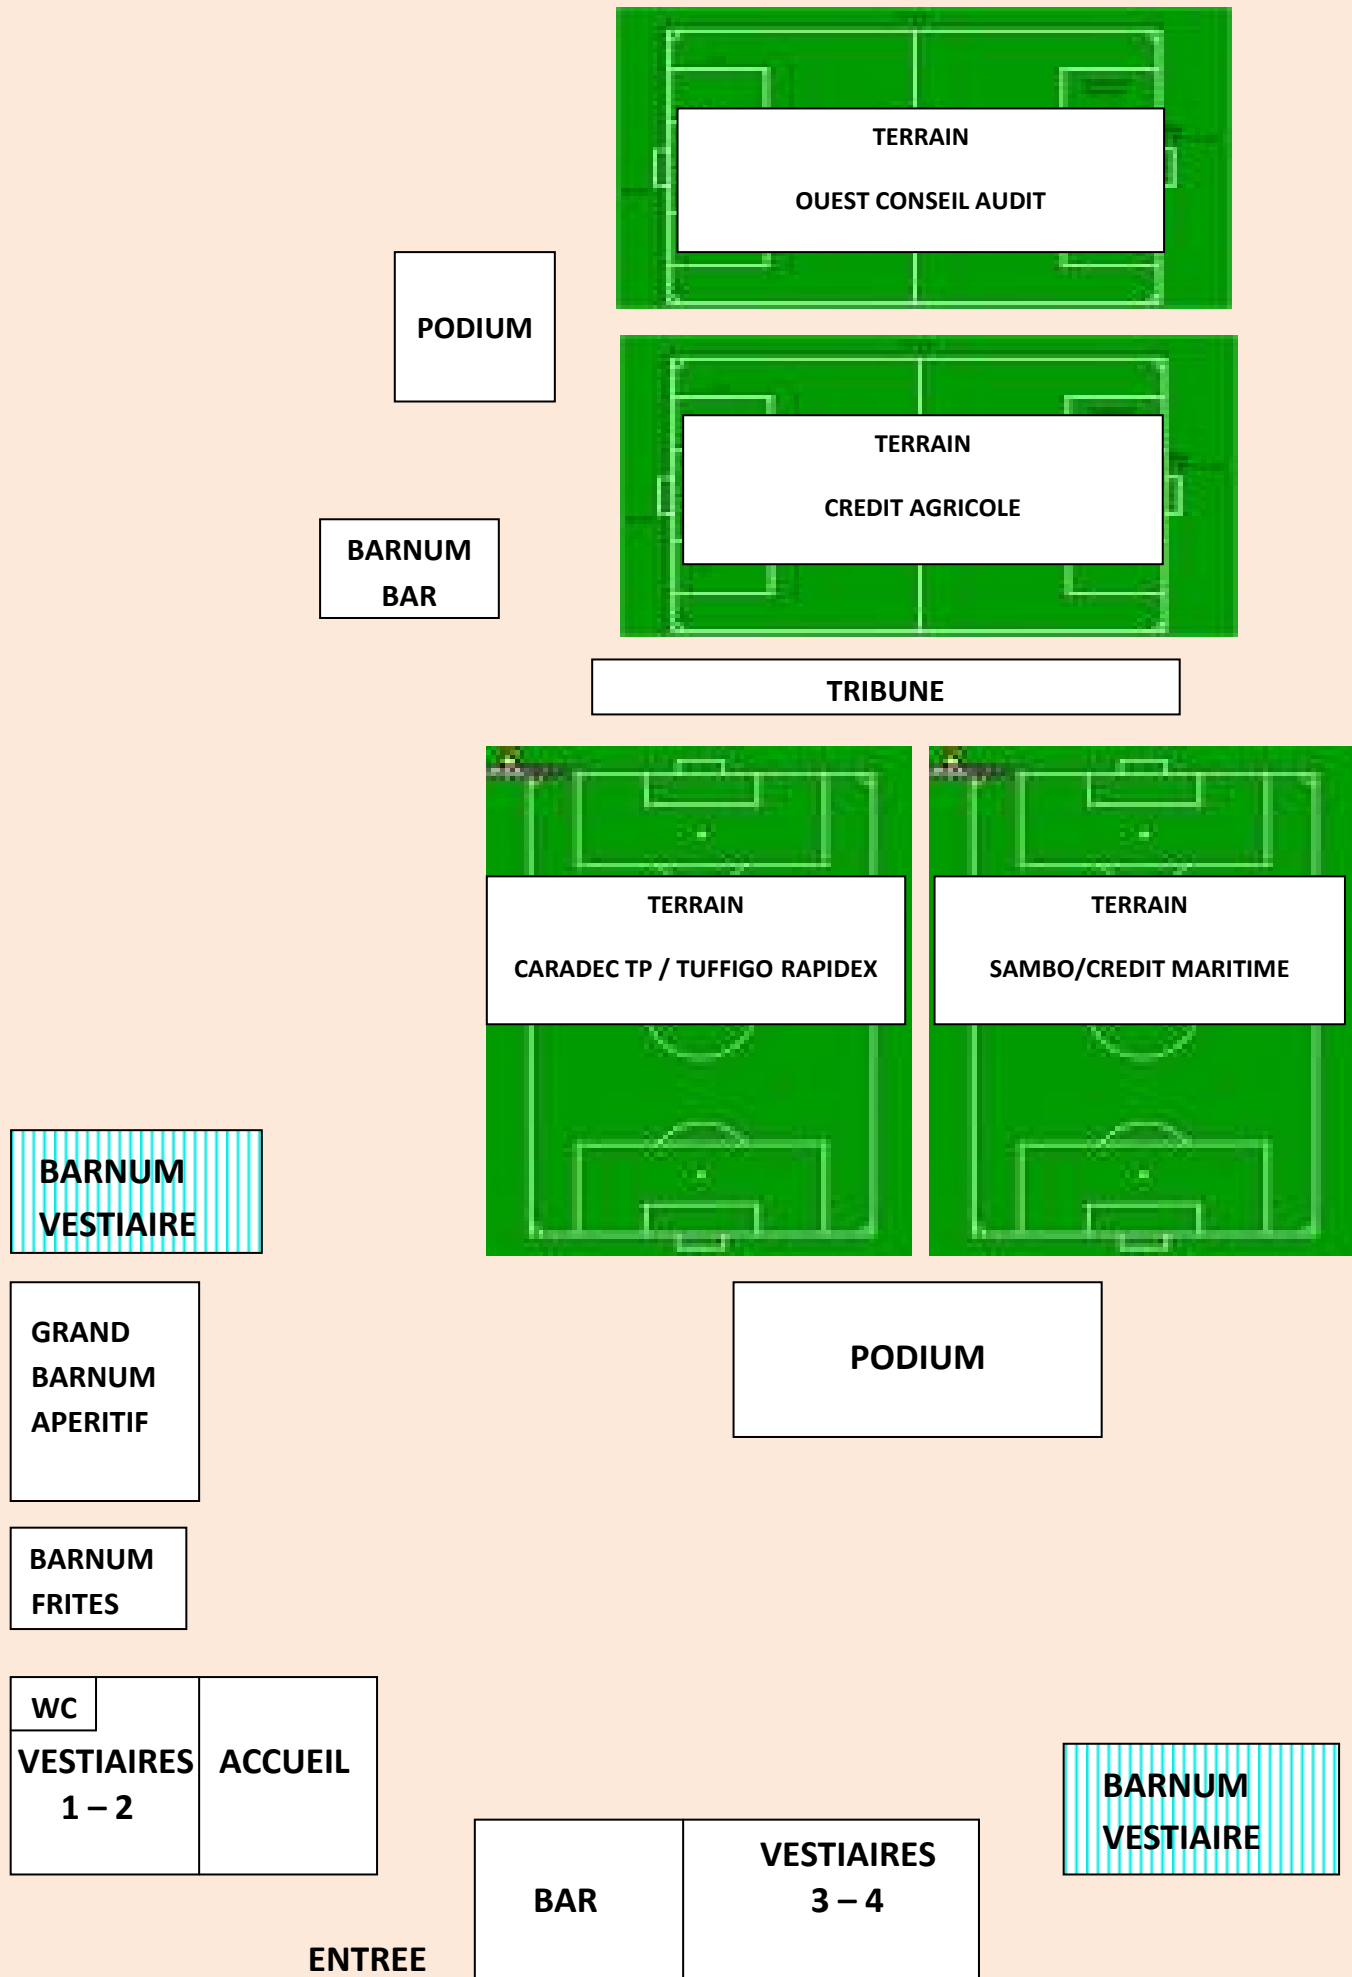 TERRAIN
OUEST CONSEIL AUDIT
PODIUM
TERRAIN
CREDIT AGRICOLE
BARNUM
BAR
TRIBUNE
TERRAIN
CARADEC TP / TUFFIGO RAPIDEX
TERRAIN
SAMBO/CREDIT MARITIME
BARNUM
VESTIAIRE
GRAND
BARNUM
APERITIF
PODIUM
BARNUM
FRITES
WC
VESTIAIRES
1 – 2
ACCUEIL
BARNUM
VESTIAIRE
BAR
VESTIAIRES
3 – 4
ENTREE